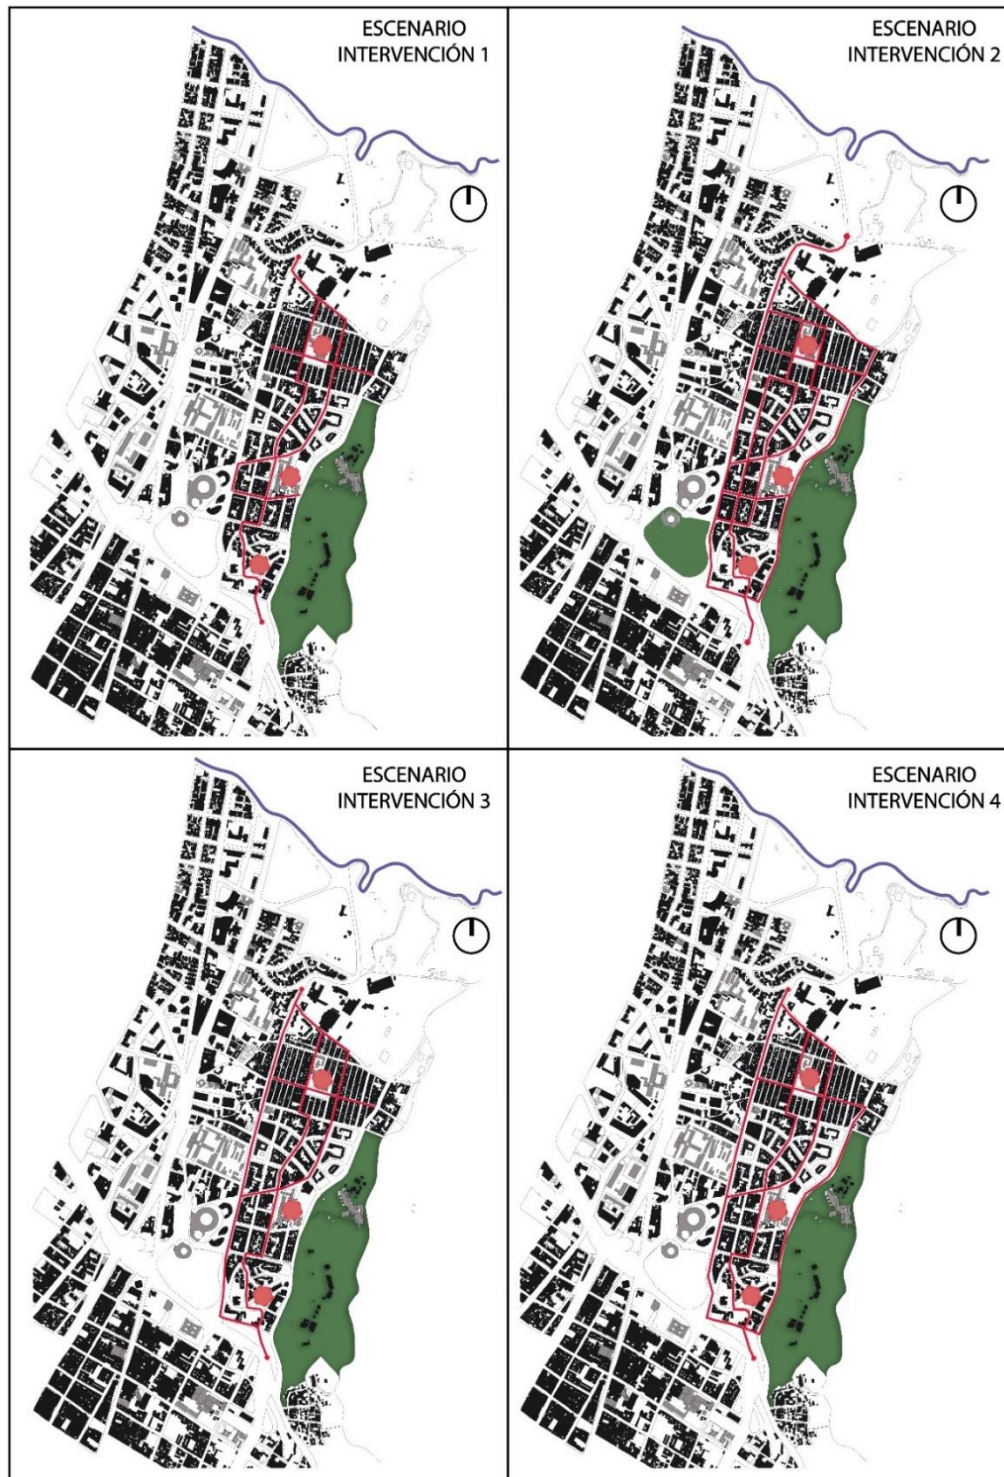 ESCENARIO
INTERVENCIÓN 1
ESCENARIO
INTERVENCIÓN 2
ESCENARIO
INTERVENCIÓN 3
ESCENARIO
INTERVENCIÓN 4